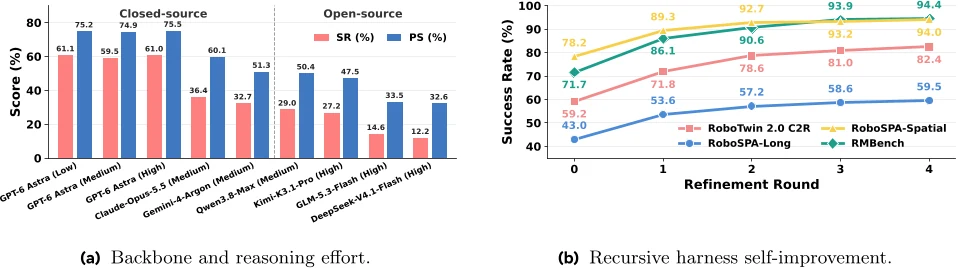 Closed-source
Open-source
SR (%)
PS (%)
Score (%)
80
60
40
20
0
61.1
75.2
59.5
74.9
61.0
75.5
36.4
60.1
32.7
51.3
29.0
50.4
27.2
47.5
14.6
33.5
12.2
32.6
GPT-6 Astra (Low)
GPT-6 Astra (Medium)
GPT-6 Astra (High)
Claude-Opus-5.5 (Medium)
Gemini-4-Argon (Medium)
Qwen3.8-Max (Medium)
Kimi-K3.1-Pro (High)
GLM-5.3-Flash (High)
DeepSeek-V4.1-Flash (High)
(a) Backbone and reasoning effort.
Success Rate (%)
100
90
80
70
60
50
40
78.2
89.3
92.7
93.2
94.0
71.7
86.1
90.6
93.9
94.4
59.2
71.8
78.6
81.0
82.4
43.0
53.6
57.2
58.6
59.5
RoboTwin 2.0 C2R
RoboSPA-Long
RoboSPA-Spatial
RMBench
0
1
2
3
4
Refinement Round
(b) Recursive harness self-improvement.